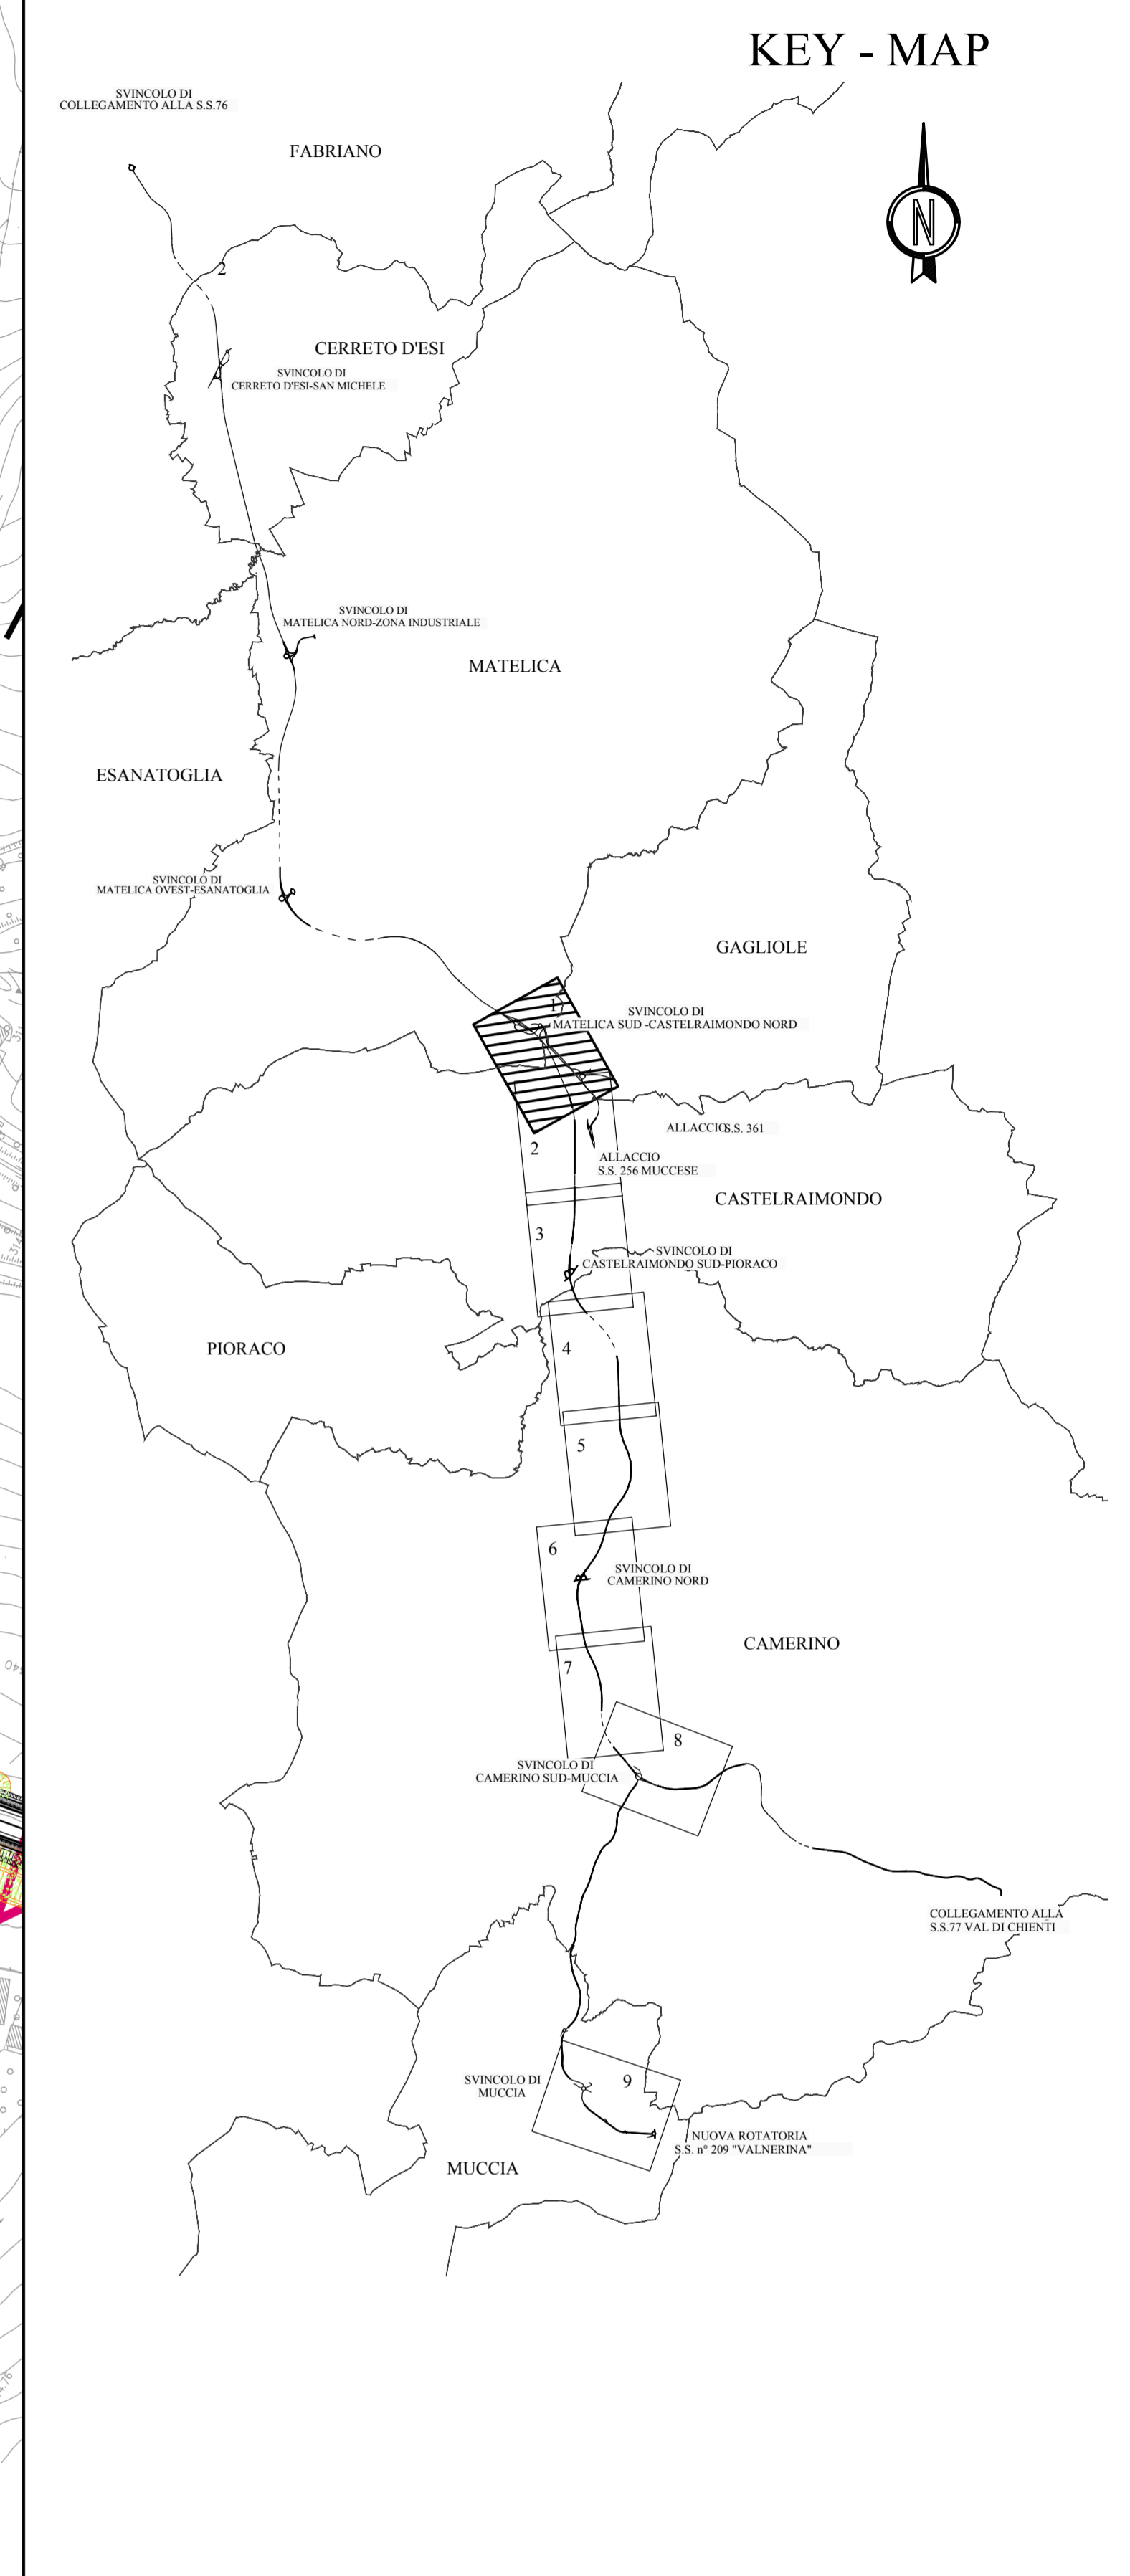 KEY - MAP
SVINCOLO DI
COLLEGAMENTO ALLA S.S.76
FABRIANO
N
2
CERRETO D'ESI
SVINCOLO DI
CERRETO D'ESI-SAN MICHELE
SVINCOLO DI
MATELICA NORD-ZONA INDUSTRIALE
MATELICA
ESANATOGLIA
SVINCOLO DI
MATELICA OVEST-ESANATOGLIA
GAGLIOLE
1
SVINCOLO DI
MATELICA SUD -CASTELRAIMONDO NORD
ALLACCIOS.S. 361
2
ALLACCIO
S.S. 256 MUCCESE
CASTELRAIMONDO
3
SVINCOLO DI
CASTELRAIMONDO SUD-PIORACO
PIORACO
4
5
6
SVINCOLO DI
CAMERINO NORD
CAMERINO
7
8
SVINCOLO DI
CAMERINO SUD-MUCCIA
COLLEGAMENTO ALLA
S.S.77 VAL DI CHIENTI
SVINCOLO DI
MUCCIA
9
NUOVA ROTATORIA
S.S. n° 209 "VALNERINA"
MUCCIA